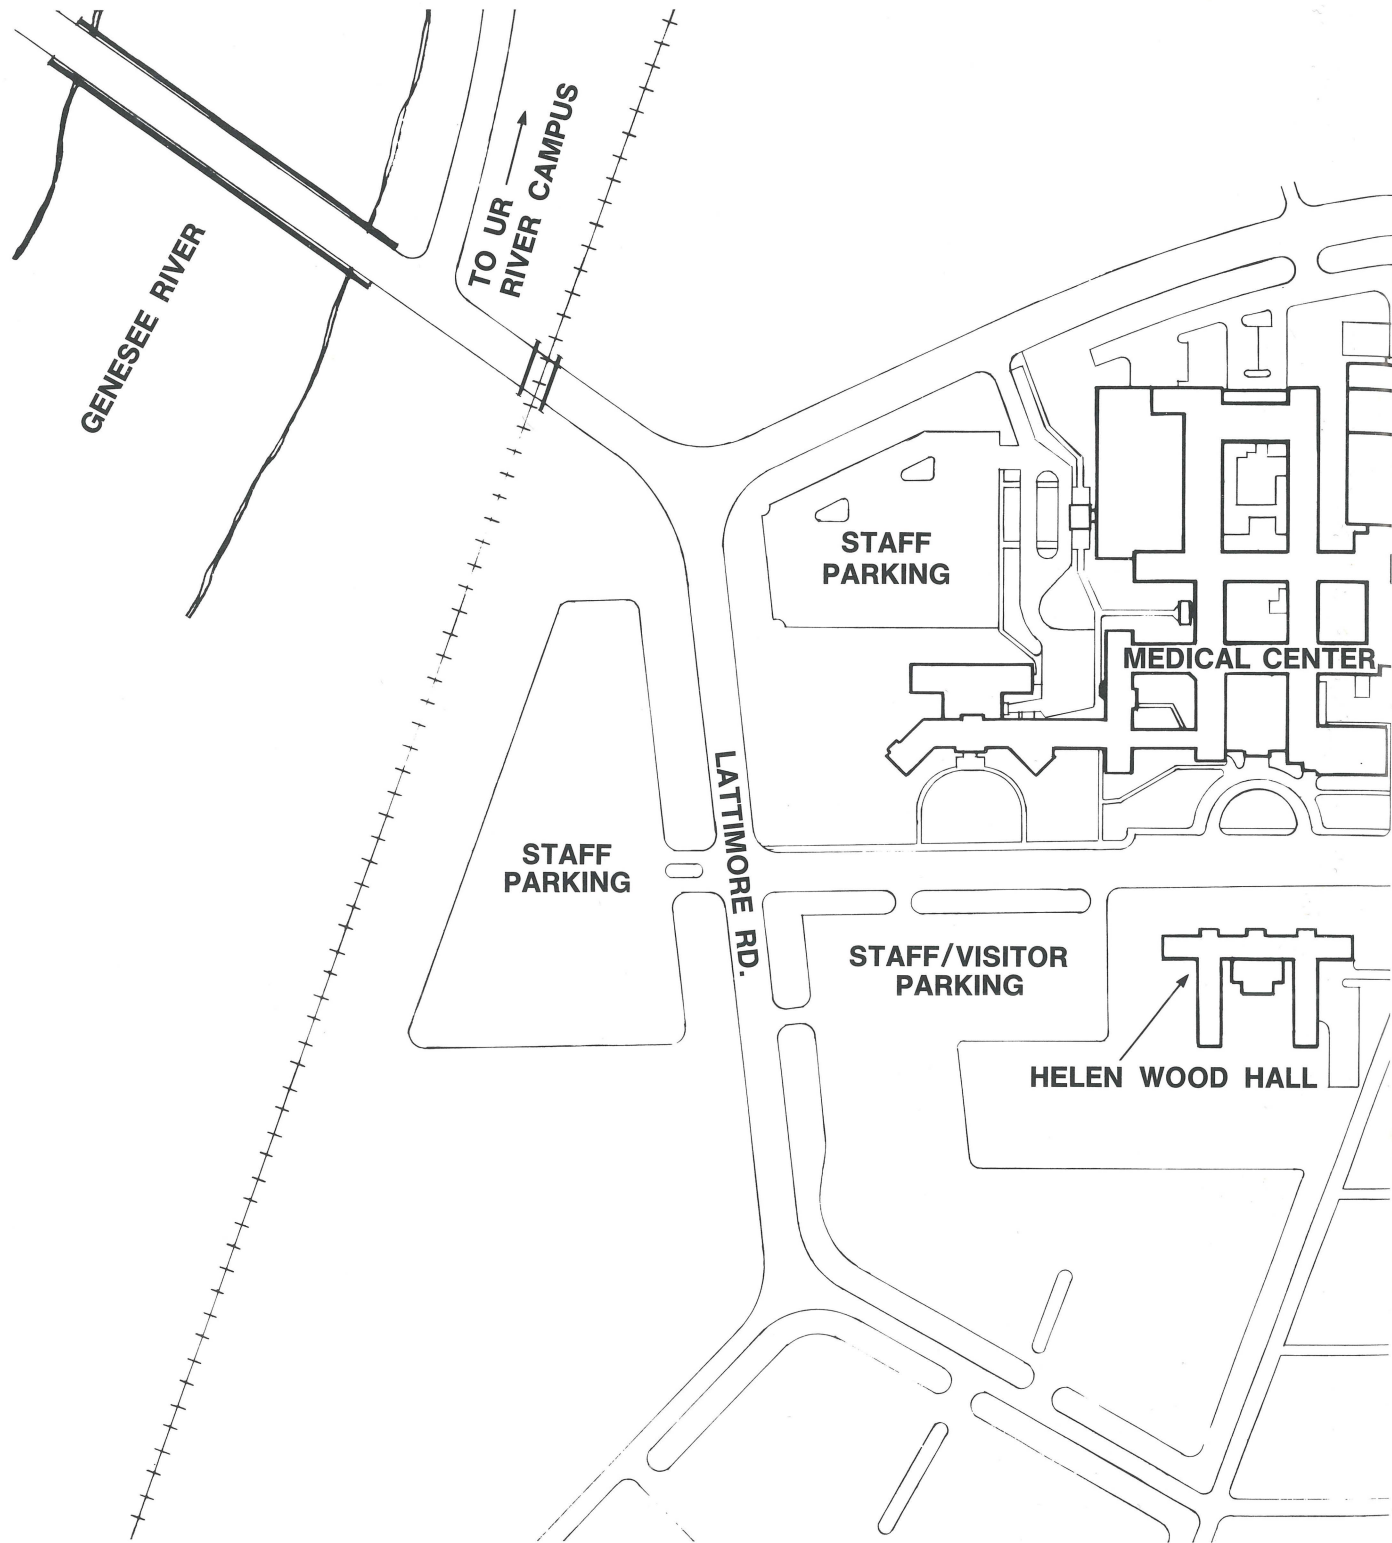 TO UR
RIVER CAMPUS
GENESEE RIVER
STAFF
PARKING
MEDICAL CENTER
LATTIMORE RD.
STAFF
PARKING
STAFF/VISITOR
PARKING
HELEN WOOD HALL